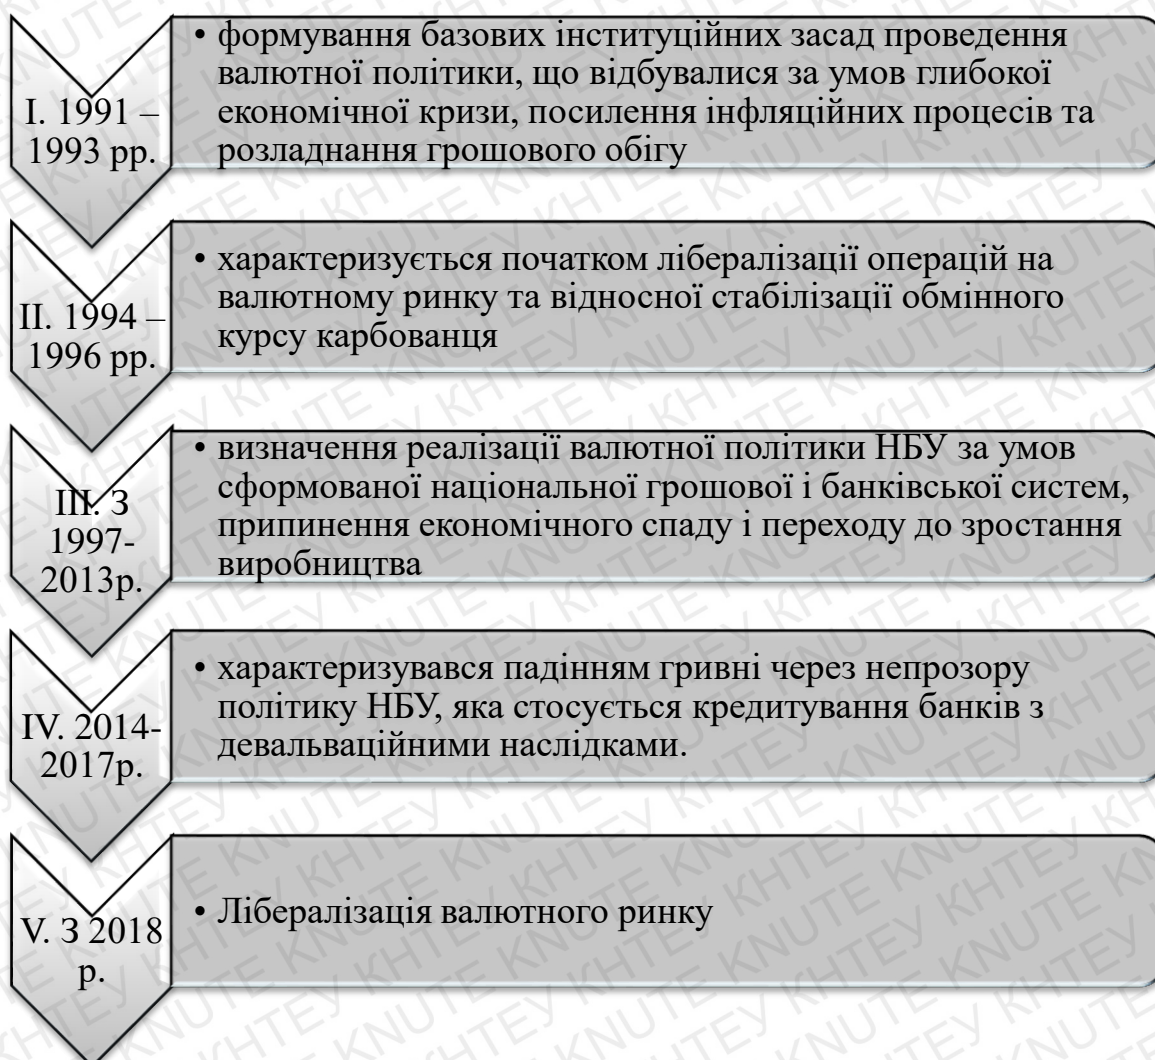 I. 1991 –
1993 рр.
• формування базових інституційних засад проведення
валютної політики, що відбувалися за умов глибокої
економічної кризи, посилення інфляційних процесів та
розладнання грошового обігу
II. 1994 –
1996 рр.
• характеризується початком лібералізації операцій на
валютному ринку та відносної стабілізації обмінного
курсу карбованця
III. З
1997-
2013р.
• визначення реалізації валютної політики НБУ за умов
сформованої національної грошової і банківської систем,
припинення економічного спаду і переходу до зростання
виробництва
IV. 2014-
2017р.
• характеризувався падінням гривні через непрозору
політику НБУ, яка стосується кредитування банків з
девальваційними наслідками.
V. З 2018
р.
• Лібералізація валютного ринку